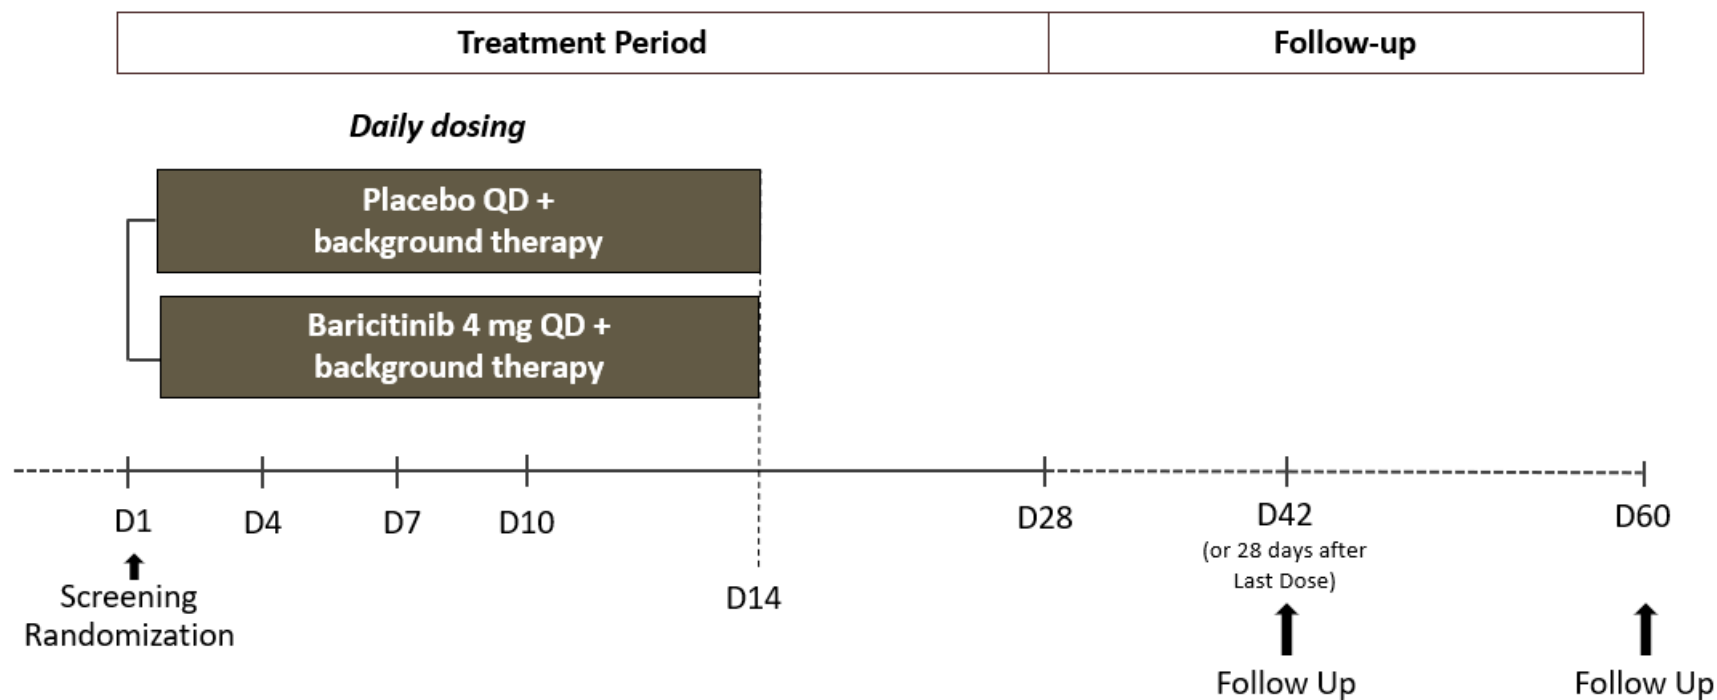 Treatment Period
Follow-up
Daily dosing
Placebo QD +
background therapy
Baricitinib 4 mg QD +
background therapy
D1
D4
D7
D10
D14
D28
D42
(or 28 days after
Last Dose)
D60
Screening
Randomization
Follow Up
Follow Up